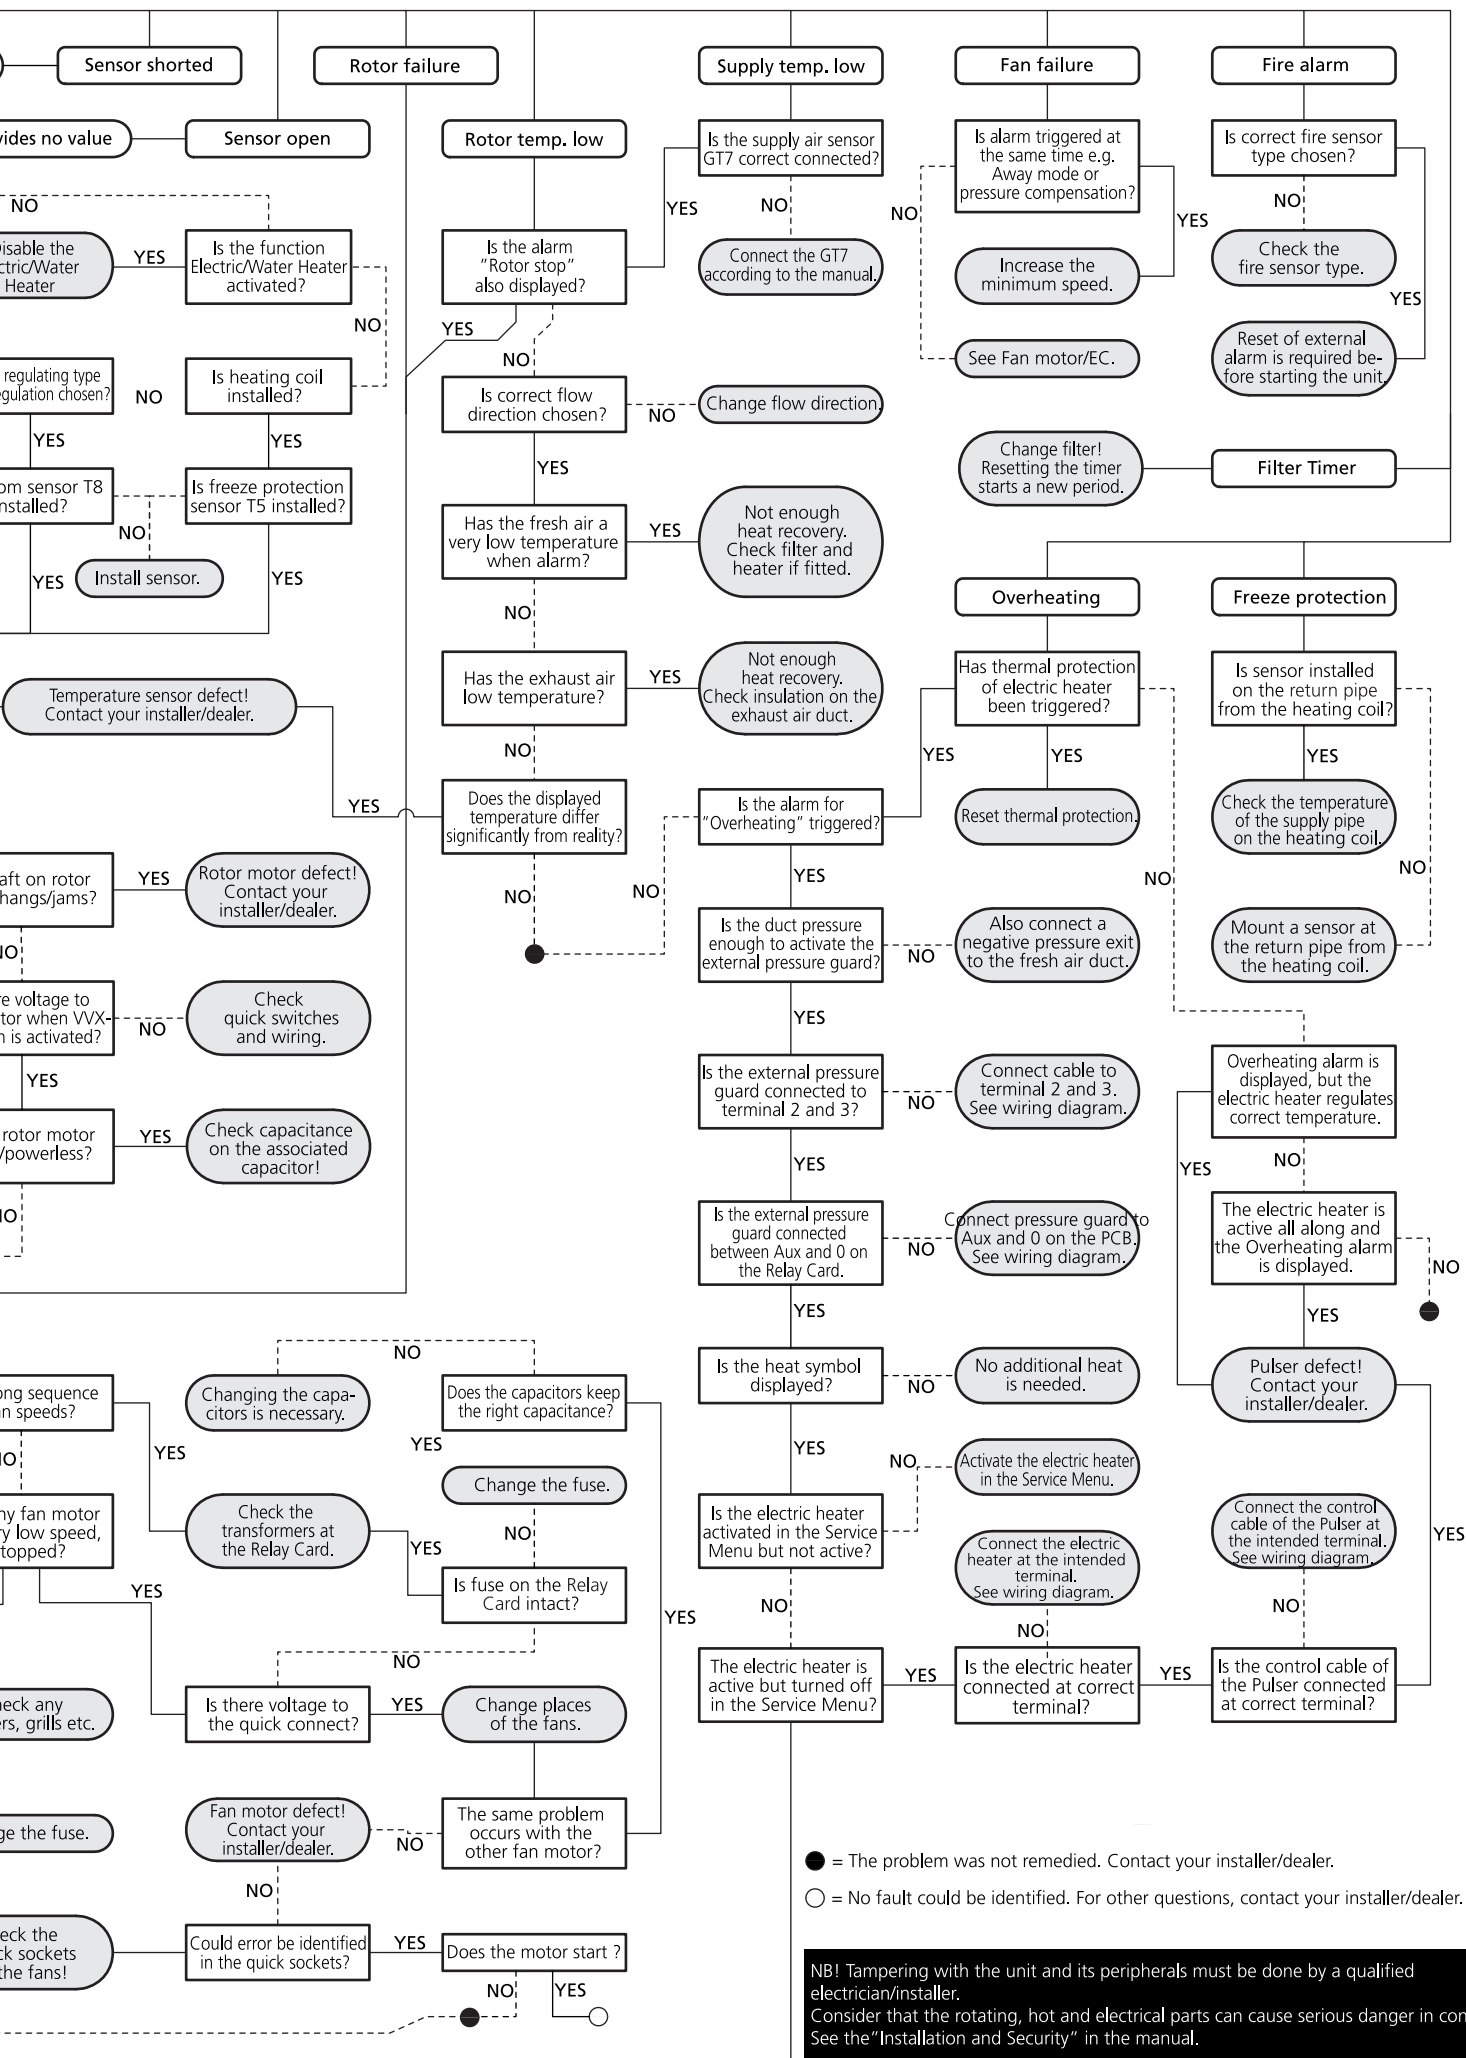 Sensor shorted
Rotor failure
Supply temp. low
Fan failure
Fire alarm
vides no value
Sensor open
Rotor temp. low
Is the supply air sensor
GT7 correct connected?
Is alarm triggered at
the same time e.g.
Away mode or
pressure compensation?
Is correct fire sensor
type chosen?
NO
YES
NO
NO
YES
NO
YES
isable the
ctric/Water
Heater
YES
Is the function
Electric/Water Heater
activated?
NO
Is the alarm
"Rotor stop"
also displayed?
YES
NO
Connect the GT7
according to the manual.
Increase the
minimum speed.
See Fan motor/EC.
Check the
fire sensor type.
Reset of external
alarm is required be-
fore starting the unit.
regulating type
egulation chosen?
NO
Is heating coil
installed?
Is correct flow
direction chosen?
NO
Change flow direction.
YES
YES
YES
Change filter!
Resetting the timer
starts a new period.
Filter Timer
om sensor T8
nstalled?
Is freeze protection
sensor T5 installed?
NO
Install sensor.
YES
YES
Has the fresh air a
very low temperature
when alarm?
YES
Not enough
heat recovery.
Check filter and
heater if fitted.
NO
Overheating
Freeze protection
Temperature sensor defect!
Contact your installer/dealer.
Has the exhaust air
low temperature?
YES
Not enough
heat recovery.
Check insulation on the
exhaust air duct.
Has thermal protection
of electric heater
been triggered?
Is sensor installed
on the return pipe
from the heating coil?
NO
YES
YES
YES
YES
Does the displayed
temperature differ
significantly from reality?
NO
NO
Is the alarm for
"Overheating" triggered?
Reset thermal protection.
Check the temperature
of the supply pipe
on the heating coil.
NO
NO
YES
aft on rotor
hangs/jams?
YES
Rotor motor defect!
Contact your
installer/dealer.
Is the duct pressure
enough to activate the
external pressure guard?
NO
Also connect a
negative pressure exit
to the fresh air duct.
Mount a sensor at
the return pipe from
the heating coil.
NO
YES
re voltage to
tor when VVX-
n is activated?
NO
Check
quick switches
and wiring.
YES
Is the external pressure
guard connected to
terminal 2 and 3?
NO
Connect cable to
terminal 2 and 3.
See wiring diagram.
Overheating alarm is
displayed, but the
electric heater regulates
correct temperature.
YES
YES
NO
rotor motor
/powerless?
YES
Check capacitance
on the associated
capacitor!
NO
Is the external pressure
guard connected
between Aux and 0 on
the Relay Card.
NO
Connect pressure guard to
Aux and 0 on the PCB.
See wiring diagram.
The electric heater is
active all along and
the Overheating alarm
is displayed.
NO
YES
YES
NO
ong sequence
n speeds?
Changing the capa-
citors is necessary.
Does the capacitors keep
the right capacitance?
Is the heat symbol
displayed?
NO
No additional heat
is needed.
Pulser defect!
Contact your
installer/dealer.
NO
YES
YES
YES
Change the fuse.
NO
Activate the electric heater
in the Service Menu.
ny fan motor
ry low speed,
topped?
Check the
transformers at
the Relay Card.
YES
NO
Is the electric heater
activated in the Service
Menu but not active?
Connect the electric
heater at the intended
terminal.
See wiring diagram.
Connect the control
cable of the Pulser at
the intended terminal.
See wiring diagram.
YES
YES
Is fuse on the Relay
Card intact?
YES
NO
NO
NO
NO
eck any
ers, grills etc.
Is there voltage to
the quick connect?
YES
Change places
of the fans.
The electric heater is
active but turned off
in the Service Menu?
YES
Is the electric heater
connected at correct
terminal?
YES
Is the control cable of
the Pulser connected
at correct terminal?
ge the fuse.
Fan motor defect!
Contact your
installer/dealer.
NO
The same problem
occurs with the
other fan motor?
NO
= The problem was not remedied. Contact your installer/dealer.
= No fault could be identified. For other questions, contact your installer/dealer.
eck the
ck sockets
the fans!
Could error be identified
in the quick sockets?
YES
Does the motor start ?
NO
YES
NB! Tampering with the unit and its peripherals must be done by a qualified
electrician/installer.
Consider that the rotating, hot and electrical parts can cause serious danger in con
See the"Installation and Security" in the manual.